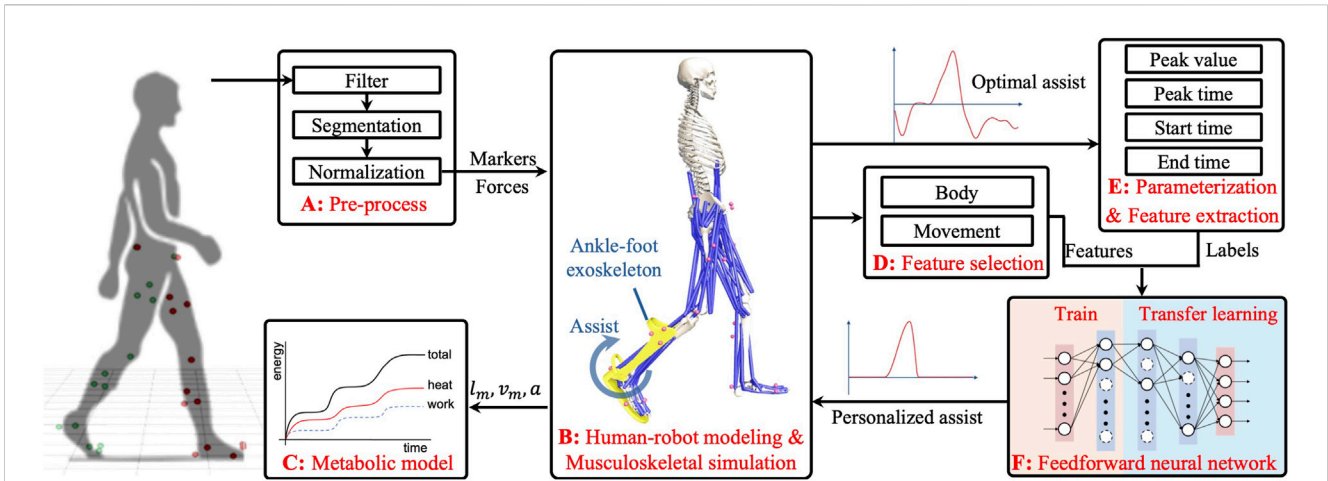 Filter
Segmentation
Normalization
A: Pre-process
Markers
Forces
Ankle-foot
exoskeleton
Assist
B: Human-robot modeling &
Musculoskeletal simulation
energy
total
heat
work
time
C: Metabolic model
lₘ, vₘ, a
Optimal assist
Body
Movement
D: Feature selection
Peak value
Peak time
Start time
End time
E: Parameterization
& Feature extraction
Features
Labels
Train
Transfer learning
F: Feedforward neural network
Personalized assist